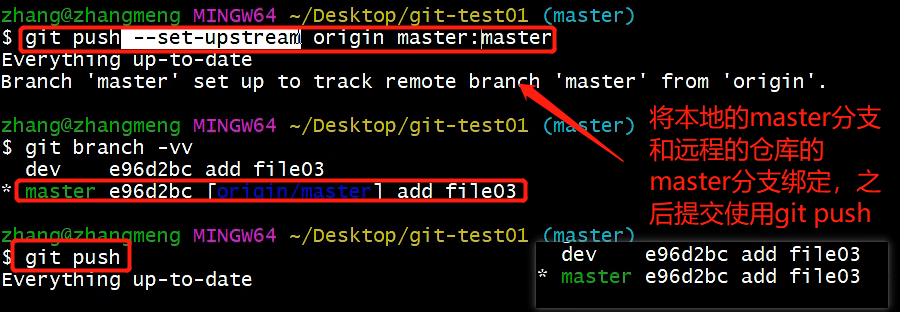 zhang@zhangmeng MINGW64 ~/Desktop/git-test01 (master)
$ git push --set-upstream origin master:master
Everything up-to-date
Branch 'master' set up to track remote branch 'master' from 'origin'.
zhang@zhangmeng MINGW64 ~/Desktop/git-test01 (master)
$ git branch -vv
dev e96d2bc add file03
* master e96d2bc [origin/master] add file03
zhang@zhangmeng MINGW64 ~/Desktop/git-test01 (master)
$ git push
Everything up-to-date
将本地的master分支
和远程的仓库的
master分支绑定，之
后提交使用git push
dev e96d2bc add file03
* master e96d2bc add file03